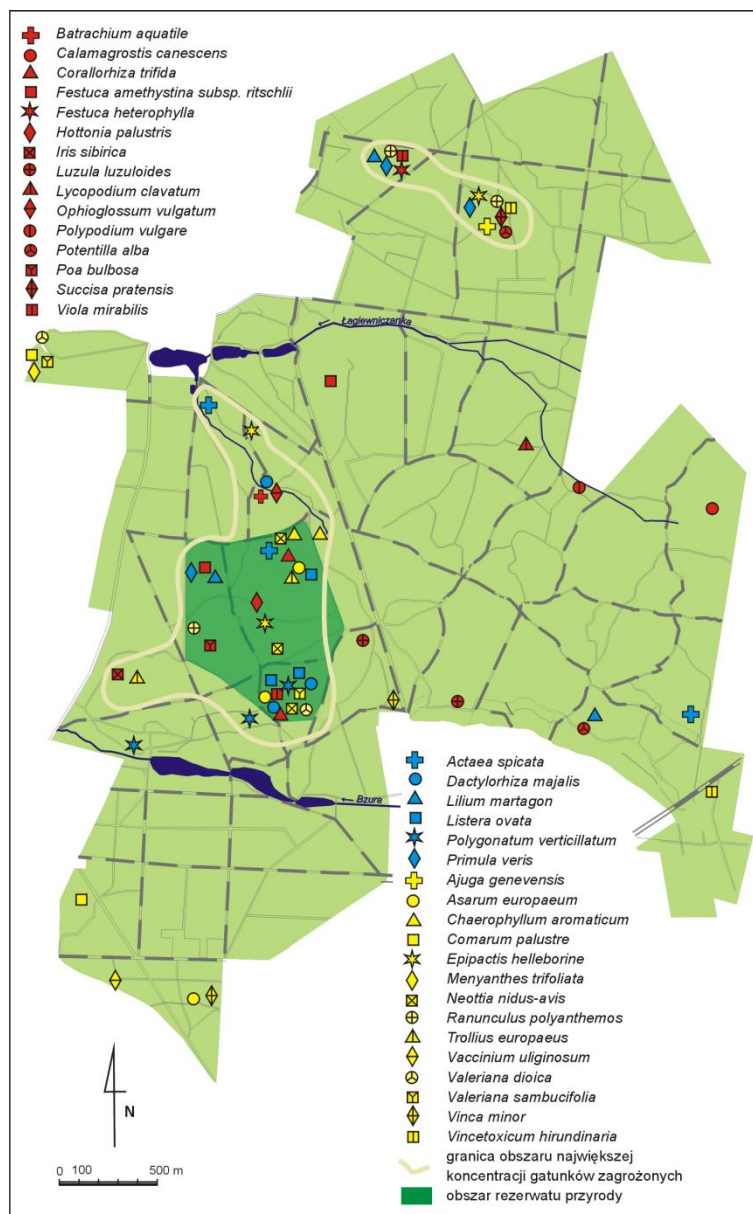 Batrachium aquatile
Calamagrostis canescens
Corallorhiza trifida
Festuca amethystina subsp. ritschlii
Festuca heterophylla
Hottonia palustris
Iris sibirica
Luzula luzuloides
Lycopodium clavatum
Ophioglossum vulgatum
Polypodium vulgare
Potentilla alba
Poa bulbosa
Succisa pratensis
Viola mirabilis
Łagiewniczanka
Bzura
Actaea spicata
Dactylorhiza majalis
Lilium martagon
Listera ovata
Polygonatum verticillatum
Primula veris
Ajuga genevensis
Asarum europaeum
Chaerophyllum aromaticum
Comarum palustre
Epipactis helleborine
Menyanthes trifoliata
Neottia nidus-avis
Ranunculus polyanthemos
Trollius europaeus
Vaccinium uliginosum
Valeriana dioica
Valeriana sambucifolia
Vinca minor
Vincetoxicum hirundinaria
granica obszaru największej
koncentracji gatunków zagrożonych
obszar rezerwatu przyrody
N
0 100 500 m